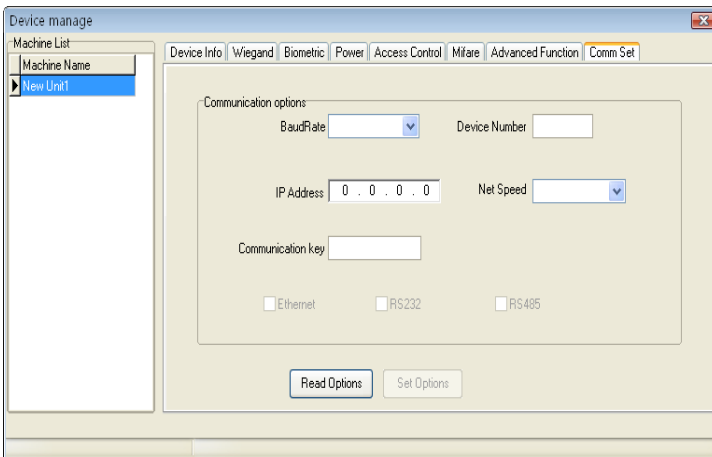 Device manage
Machine List
Machine Name
New Unit1
Device Info Wiegand Biometric Power Access Control Mifare Advanced Function Comm Set
Communication options
BaudRate Device Number
IP Address 0 . 0 . 0 . 0 Net Speed
Communication key
Ethernet RS232 RS485
Read Options Set Options